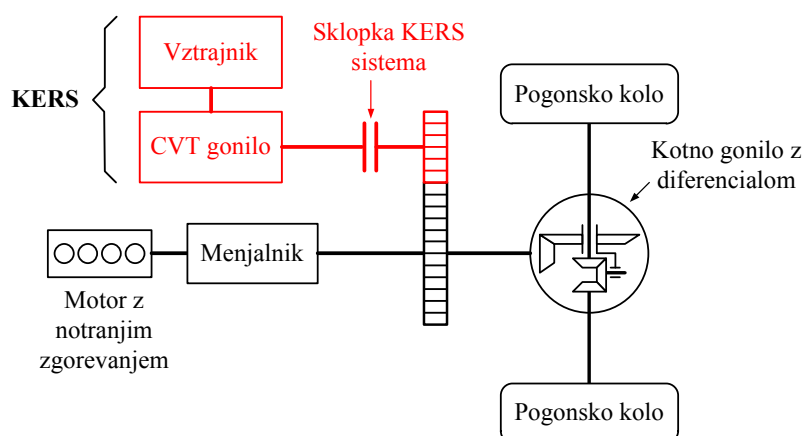 Sklopka KERS
sistema
Vztrajnik
KERS
CVT gonilo
Pogonsko kolo
Kotno gonilo z
diferencialom
Menjalnik
Motor z
notranjim
zgorevanjem
Pogonsko kolo